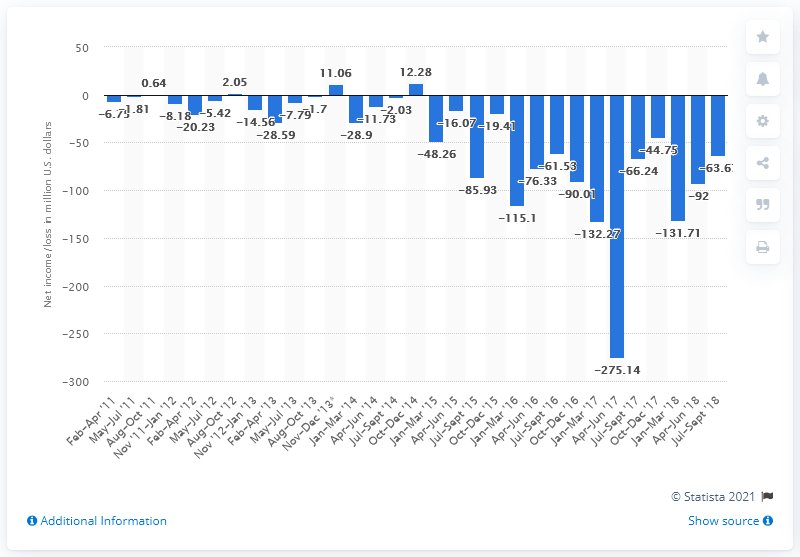 Net income/loss in million U.S. dollars
50
0
−50
−100
−150
−200
−250
−300
−6.75
−1.81
0.64
−8.18
−20.23
−5.42
2.05
−14.56
−28.59
−7.79
−1.7
11.06
−28.9
−11.73
−2.03
12.28
−48.26
−16.07
−85.93
−19.41
−115.1
−76.33
−61.53
−90.01
−132.27
−275.14
−66.24
−44.75
−131.71
−92
−63.6
Feb–Apr '11
May–Jul '11
Aug–Oct '11
Nov '11–Jan '12
Feb–Apr '12
May–Jul '12
Aug–Oct '12
Nov '12–Jan '13
Feb–Apr '13
May–Jul '13
Aug–Oct '13
Nov–Dec '13*
Jan–Mar '14
Apr–Jun '14
Jul–Sept '14
Oct–Dec '14
Jan–Mar '15
Apr–Jun '15
Jul–Sept '15
Oct–Dec '15
Jan–Mar '16
Apr–Jun '16
Jul–Sept '16
Oct–Dec '16
Jan–Mar '17
Apr–Jun '17
Jul–Sept '17
Oct–Dec '17
Jan–Mar '18
Apr–Jun '18
Jul–Sept '18
© Statista 2021
Additional Information
Show source